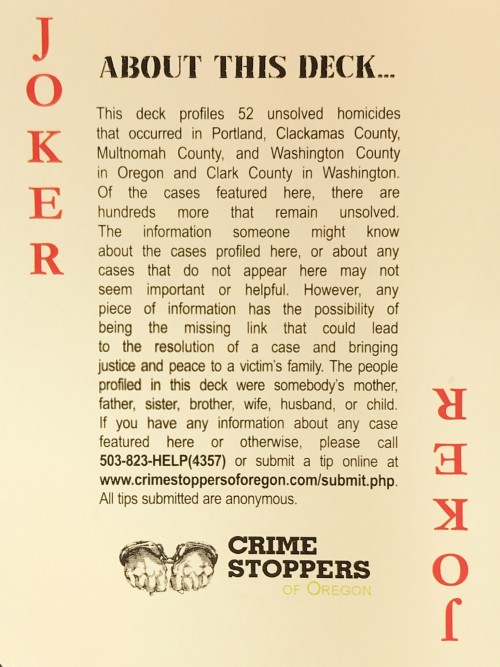 JOKER
ABOUT THIS DECK...
This deck profiles 52 unsolved homicides
that occurred in Portland, Clackamas County,
Multnomah County, and Washington County
in Oregon and Clark County in Washington.
Of the cases featured here, there are
hundreds more that remain unsolved.
The information someone might know
about the cases profiled here, or about any
cases that do not appear here may not
seem important or helpful. However, any
piece of information has the possibility of
being the missing link that could lead
to the resolution of a case and bringing
justice and peace to a victim's family. The people
profiled in this deck were somebody's mother,
father, sister, brother, wife, husband, or child.
If you have any information about any case
featured here or otherwise, please call
503-823-HELP(4357) or submit a tip online at
www.crimestoppersoforegon.com/submit.php.
All tips submitted are anonymous.
CRIME
STOPPERS
OF OREGON
JOKER